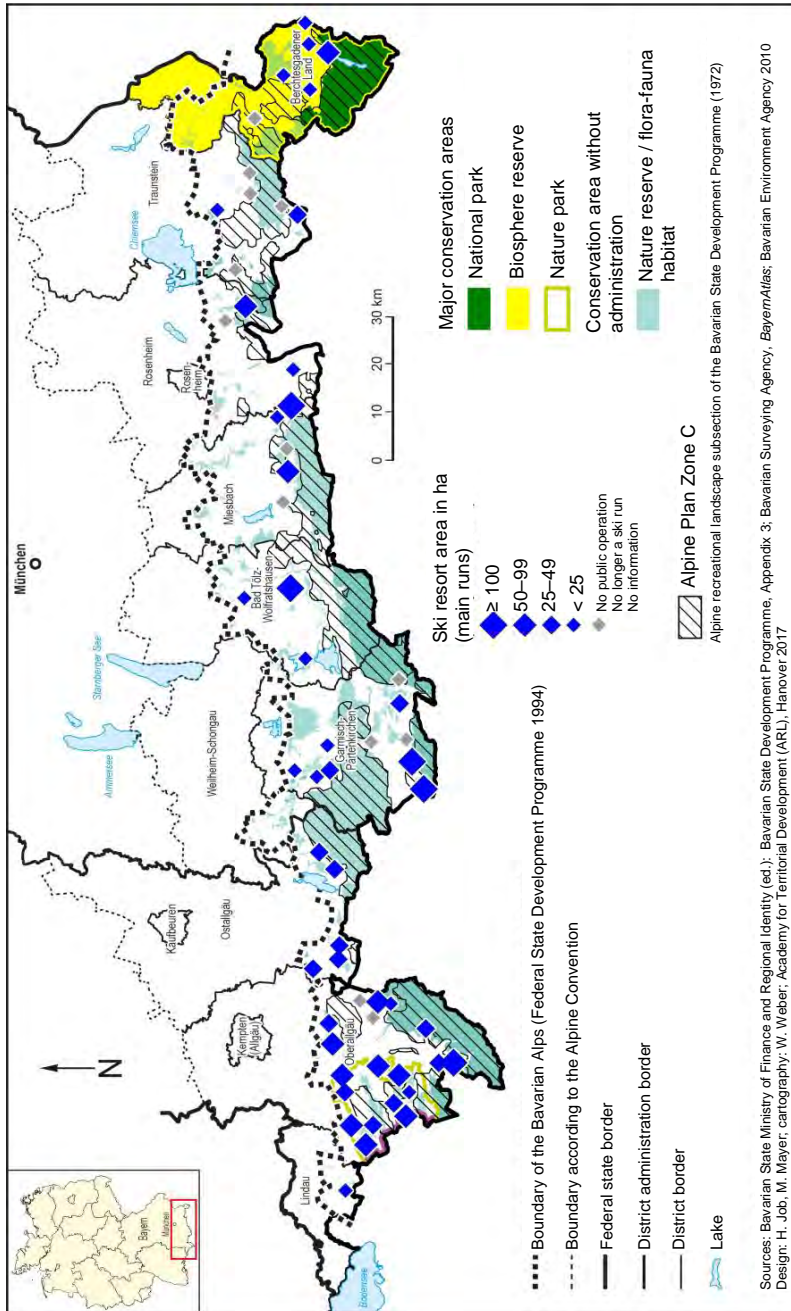 Bayern
München
N
München
Bodensee
Lindau
Kempten
(Allgäu)
Oberallgäu
Kaufbeuren
Ostallgäu
Ammersee
Starnberger See
Weilheim-Schongau
Garmisch-
Partenkirchen
Bad Tölz-
Wolfratshausen
Miesbach
Rosenheim
Rosen-
heim
Chiemsee
Traunstein
Berchtesgadener
Land
0 10 20 30 km
Boundary of the Bavarian Alps (Federal State Development Programme 1994)
Boundary according to the Alpine Convention
Federal state border
District administration border
District border
Lake
Ski resort area in ha
(main runs)
≥ 100
50–99
25–49
< 25
No public operation
No longer a ski run
No information
Alpine Plan Zone C
Alpine recreational landscape subsection of the Bavarian State Development Programme (1972)
Major conservation areas
National park
Biosphere reserve
Nature park
Conservation area without
administration
Nature reserve / flora-fauna
habitat
Sources: Bavarian State Ministry of Finance and Regional Identity (ed.): Bavarian State Development Programme, Appendix 3; Bavarian Surveying Agency, BayernAtlas; Bavarian Environment Agency 2010
Design: H. Job, M. Mayer; cartography: W. Weber; Academy for Territorial Development (ARL), Hanover 2017